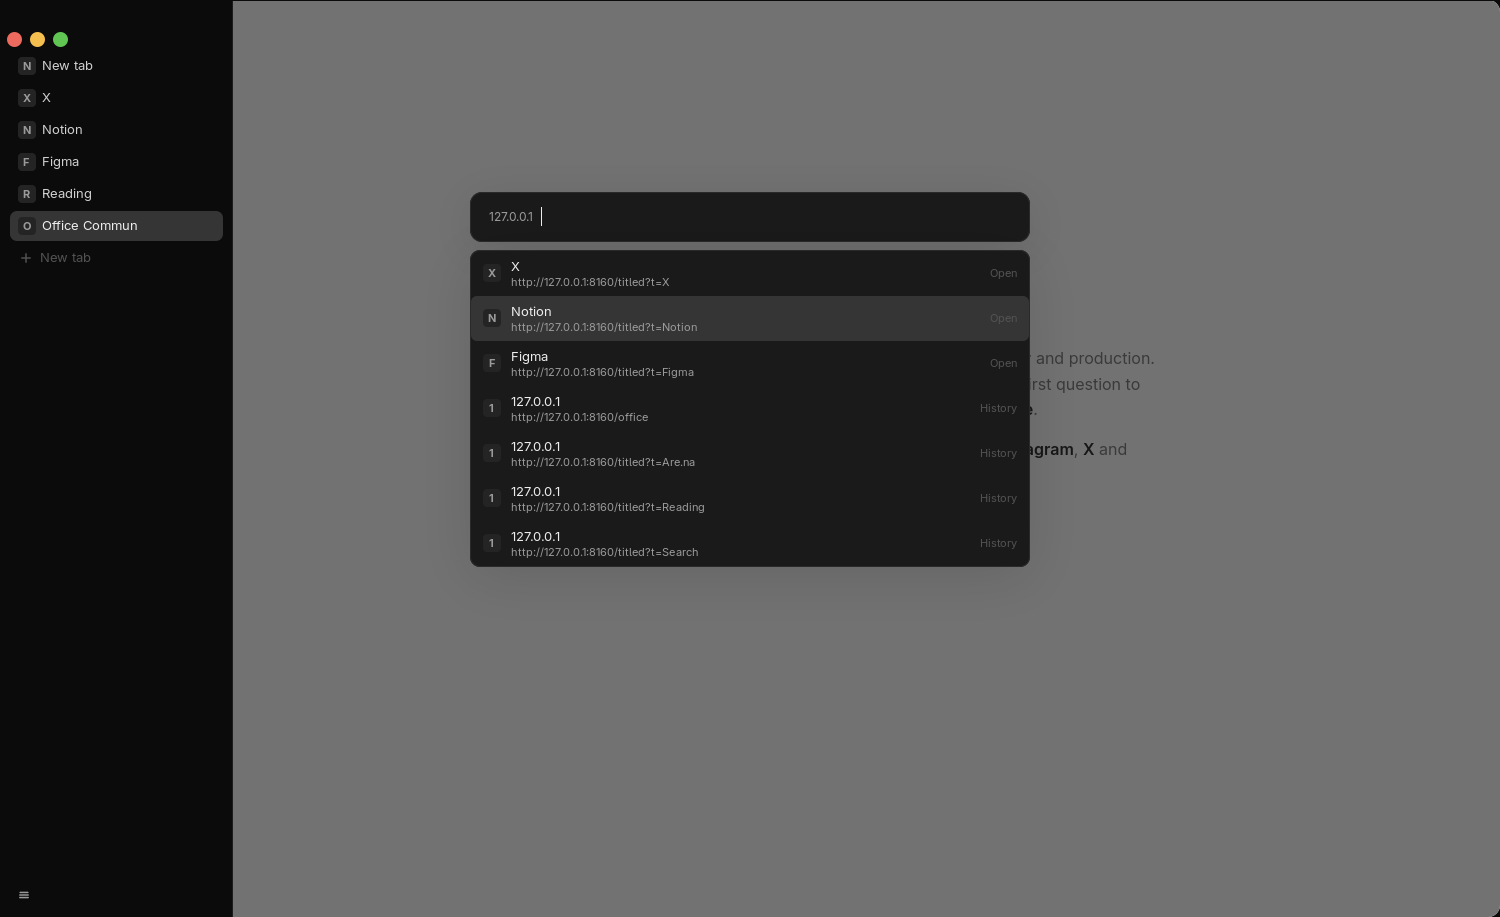 N New tab
X X
N Notion
F Figma
R Reading
O Office Commun
+ New tab
127.0.0.1
X X
http://127.0.0.1:8160/titled?t=X
Open
N Notion
http://127.0.0.1:8160/titled?t=Notion
Open
F Figma
http://127.0.0.1:8160/titled?t=Figma
Open
1 127.0.0.1
http://127.0.0.1:8160/office
History
1 127.0.0.1
http://127.0.0.1:8160/titled?t=Are.na
History
1 127.0.0.1
http://127.0.0.1:8160/titled?t=Reading
History
1 127.0.0.1
http://127.0.0.1:8160/titled?t=Search
History
and production.
question to
X and